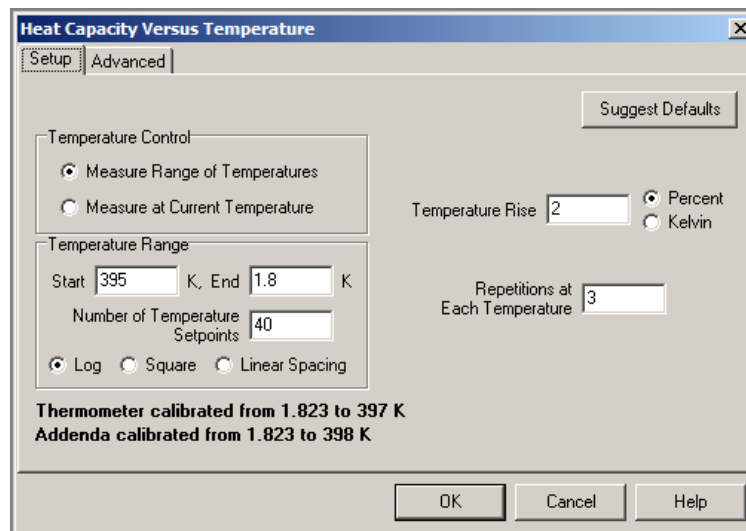 Heat Capacity Versus Temperature
Setup Advanced
Suggest Defaults
Temperature Control
Measure Range of Temperatures
Measure at Current Temperature
Temperature Rise 2 Percent
Kelvin
Temperature Range
Start 395 K, End 1.8 K
Number of Temperature
Setpoints 40
Log Square Linear Spacing
Repetitions at
Each Temperature 3
Thermometer calibrated from 1.823 to 397 K
Addenda calibrated from 1.823 to 398 K
OK Cancel Help